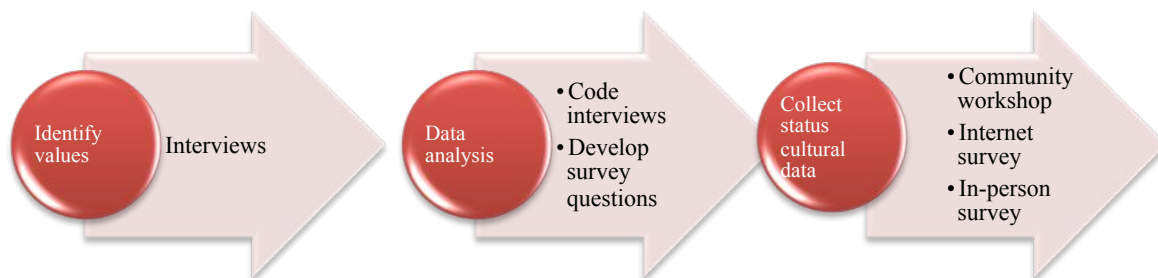 Identify
values
Interviews
Data
analysis
• Code
interviews
• Develop
survey
questions
Collect
status
cultural
data
• Community
workshop
• Internet
survey
• In-person
survey